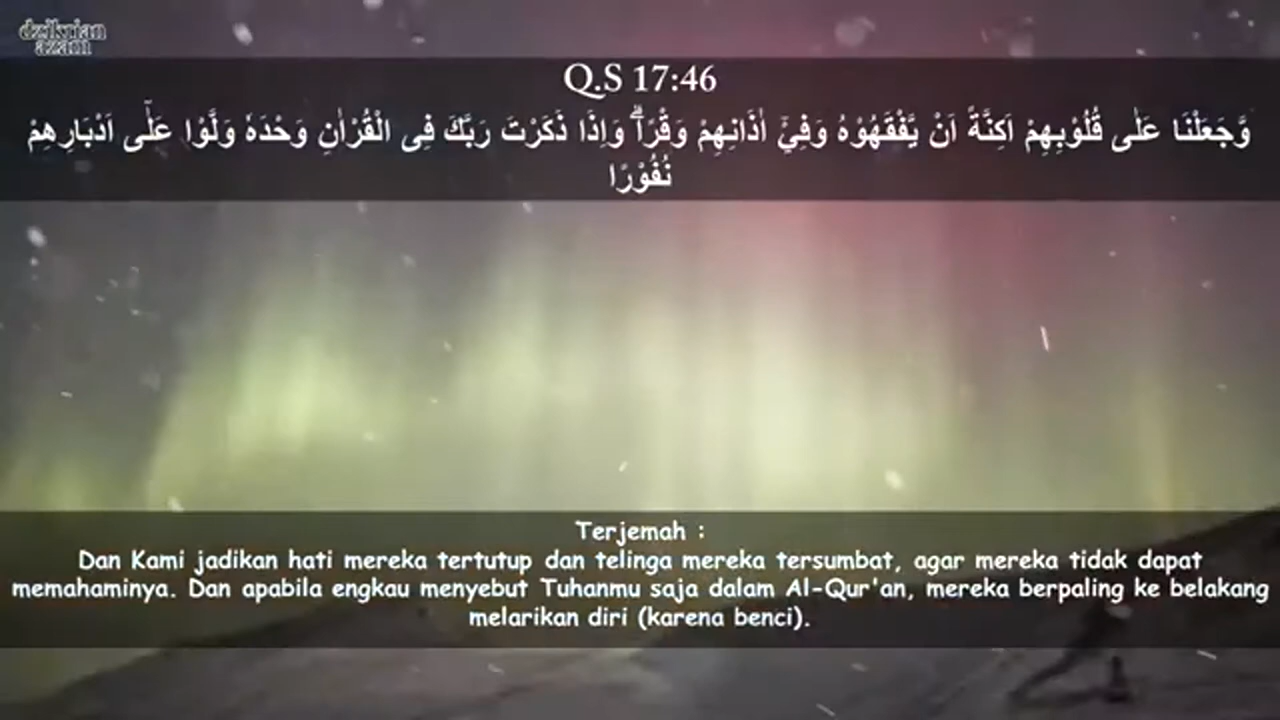 dzikrian
azam
Q.S 17:46
وَّجَعَلْنَا عَلٰى قُلُوْبِهِمْ اَكِنَّةً اَنْ يَّفْقَهُوْهُ وَفِيْٓ اٰذَانِهِمْ وَقْرًاۗ وَاِذَا ذَكَرْتَ رَبَّكَ فِى الْقُرْاٰنِ وَحْدَهٗ وَلَّوْا عَلٰٓى اَدْبَارِهِمْ
نُفُوْرًا
Terjemah :
Dan Kami jadikan hati mereka tertutup dan telinga mereka tersumbat, agar mereka tidak dapat
memahaminya. Dan apabila engkau menyebut Tuhanmu saja dalam Al-Qur'an, mereka berpaling ke belakang
melarikan diri (karena benci).